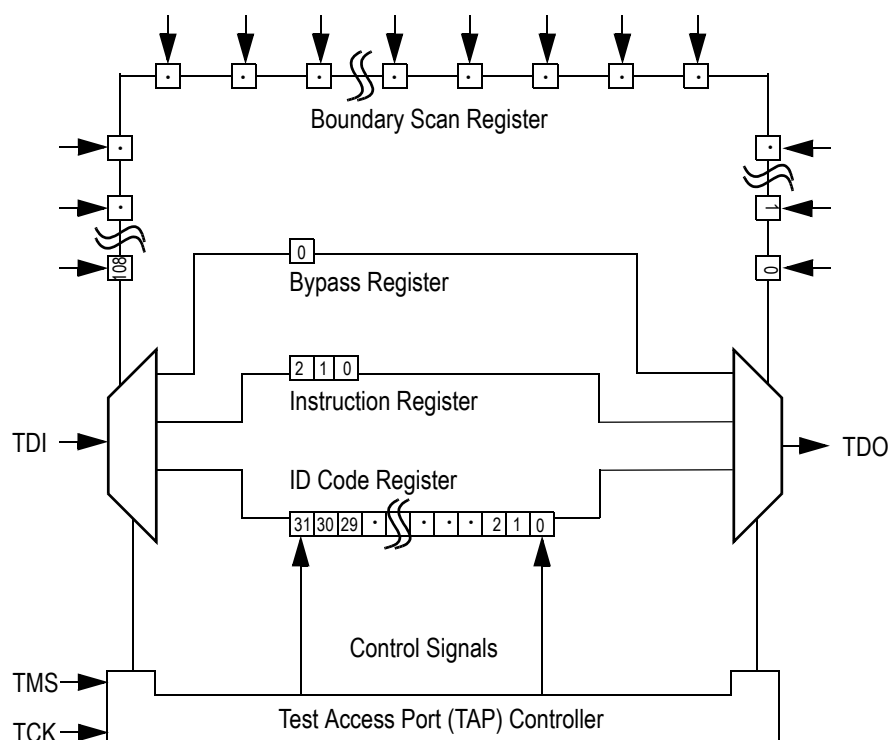 · · · · · · · ·
Boundary Scan Register
· ·
· 1
108 0
0
Bypass Register
2 1 0
Instruction Register
TDI TDO
ID Code Register
31 30 29 · · · · 2 1 0
Control Signals
TMS
Test Access Port (TAP) Controller
TCK